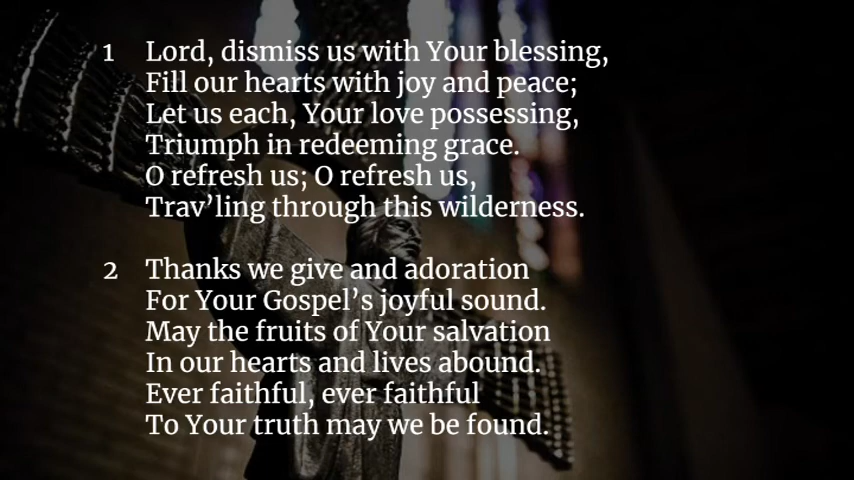 1 Lord, dismiss us with Your blessing,
Fill our hearts with joy and peace;
Let us each, Your love possessing,
Triumph in redeeming grace.
O refresh us; O refresh us,
Trav’ling through this wilderness.
2 Thanks we give and adoration
For Your Gospel’s joyful sound.
May the fruits of Your salvation
In our hearts and lives abound.
Ever faithful, ever faithful
To Your truth may we be found.